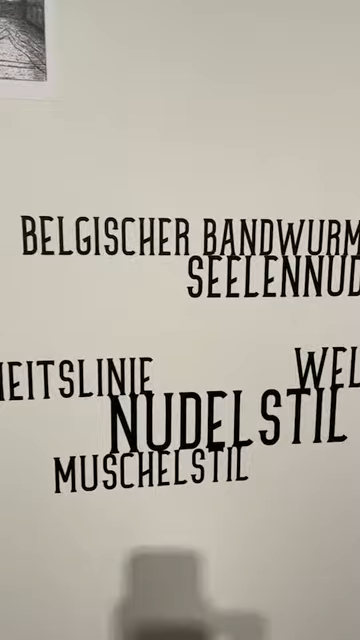 BELGISCHER BANDWURM
SEELENNUD
HEITSLINIE WEL
NUDELSTIL
MUSCHELSTIL